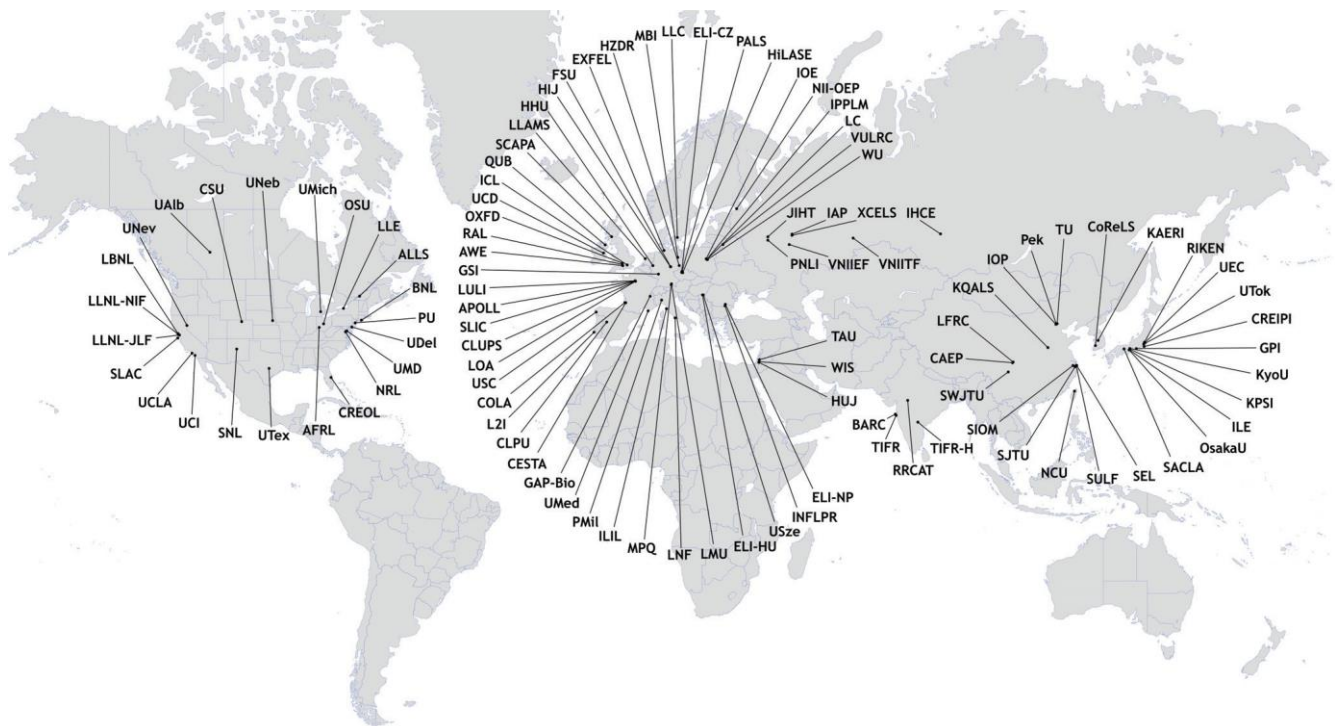 UAlb
CSU
UNeb
UMich
OSU
LLE
ALLS
BNL
PU
UDel
UMD
NRL
CREOL
AFRL
UTex
SNL
UCI
UCLA
SLAC
LLNL-JLF
LLNL-NIF
LBNL
UNev
LLC
ELI-CZ
PALS
HiLASE
IOE
NII-OEP
IPPLM
LC
VULRC
WU
MBI
HZDR
EXFEL
FSU
HIJ
HHU
LLAMS
SCAPA
QUB
ICL
UCD
OXFD
RAL
AWE
GSI
LULI
APOLL
SLIC
CLUPS
LOA
USC
COLA
L2I
CLPU
CESTA
GAP-Bio
UMed
PMil
ILIL
MPQ
LNF
LMU
ELI-HU
USze
INFLPR
ELI-NP
TAU
WIS
HUJ
JIHT
IAP
XCELS
IHCE
PNLI
VNIIEF
VNIITF
BARC
TIFR
RRCAT
TIFR-H
Pek
TU
CoReLS
KAERI
RIKEN
UEC
UTok
CREIPI
GPI
KyoU
KPSI
ILE
OsakaU
SACLA
SEL
SULF
NCU
SJTU
SIOM
SWJTU
CAEP
LFRC
KQALS
IOP